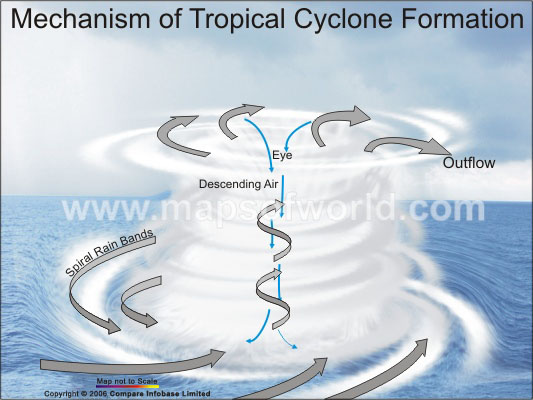 Mechanism of Tropical Cyclone Formation
Eye
Outflow
Descending Air
www.mapsofworld.com
Spiral Rain Bands
Map not to Scale
Copyright © 2006 Compare Infobase Limited